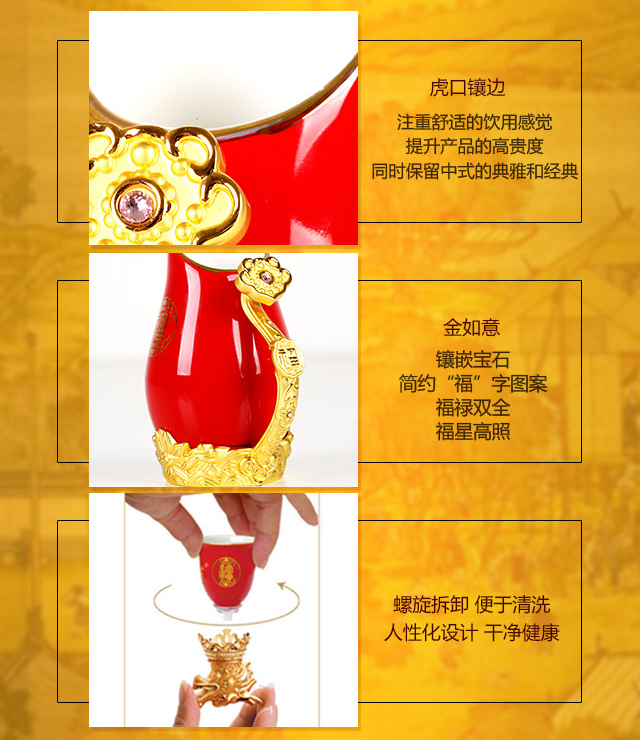 虎口镶边
注重舒适的饮用感觉
提升产品的高贵度
同时保留中式的典雅和经典
金如意
镶嵌宝石
简约“福”字图案
福禄双全
福星高照
螺旋拆卸 便于清洗
人性化设计 干净健康